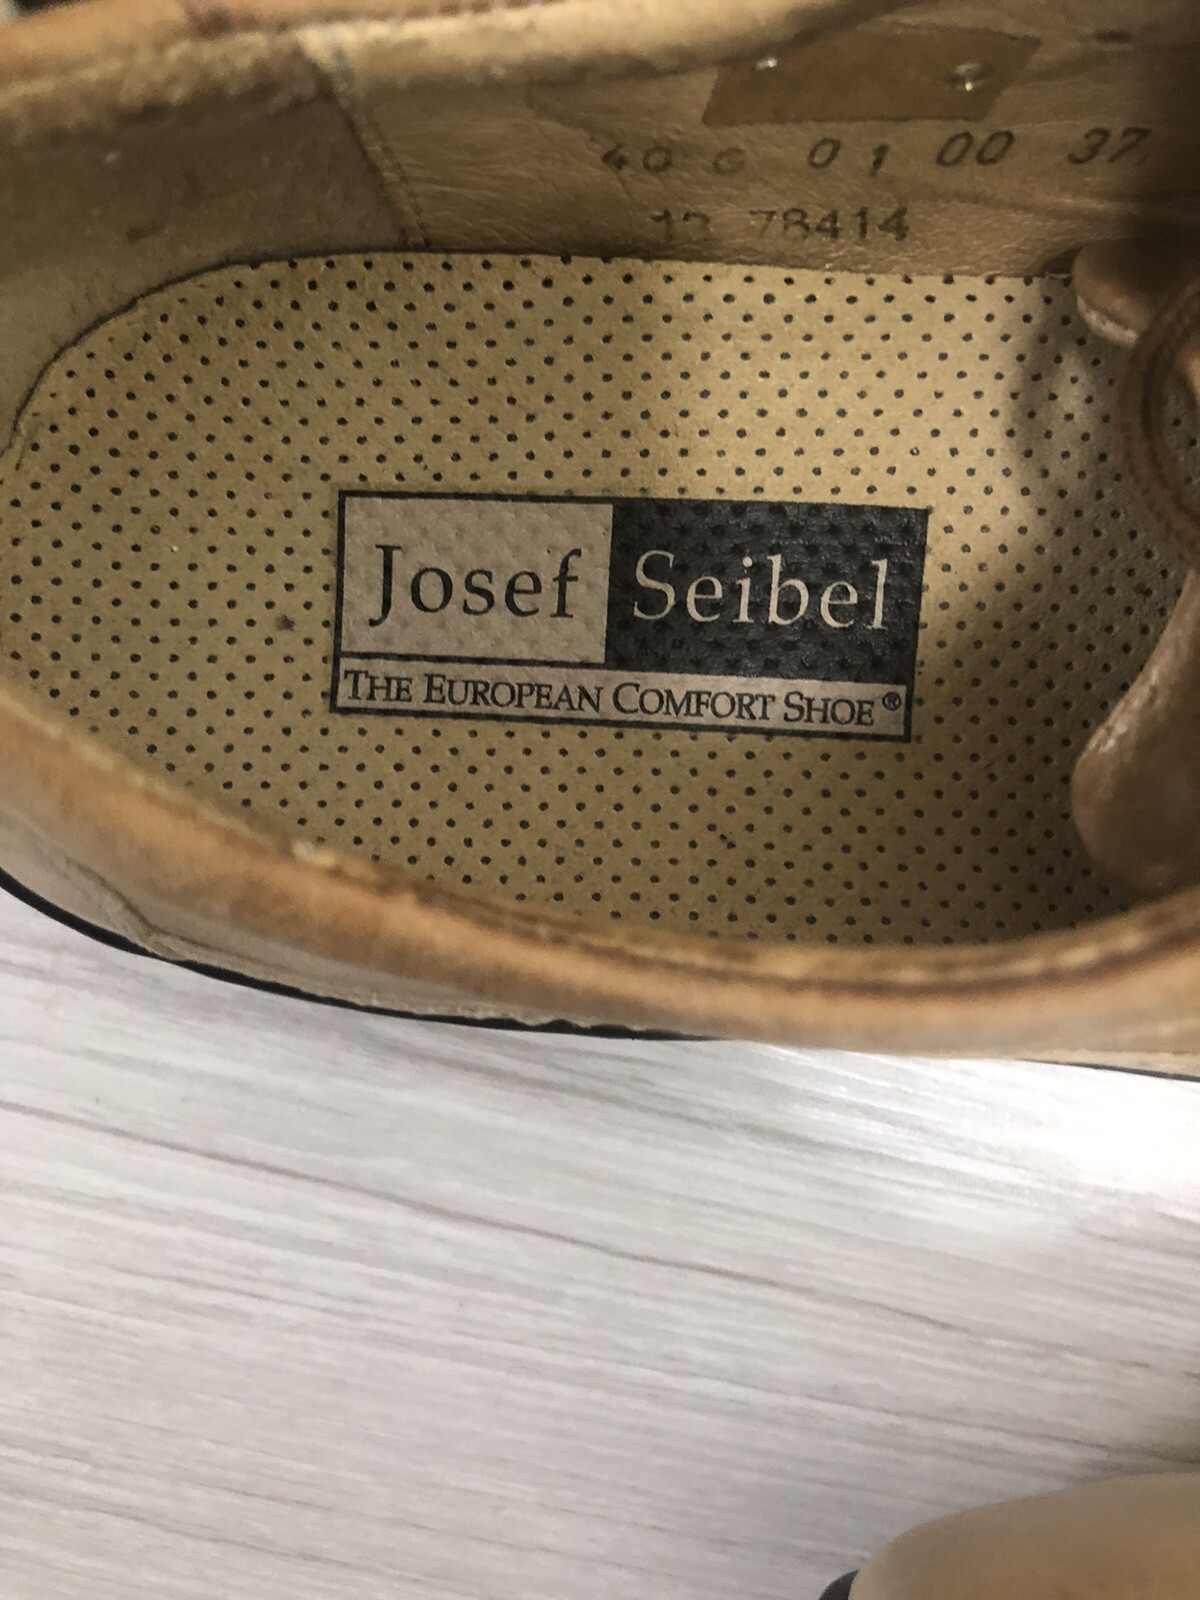 40 G 01 00 37
78414
Josef Seibel
THE EUROPEAN COMFORT SHOE®